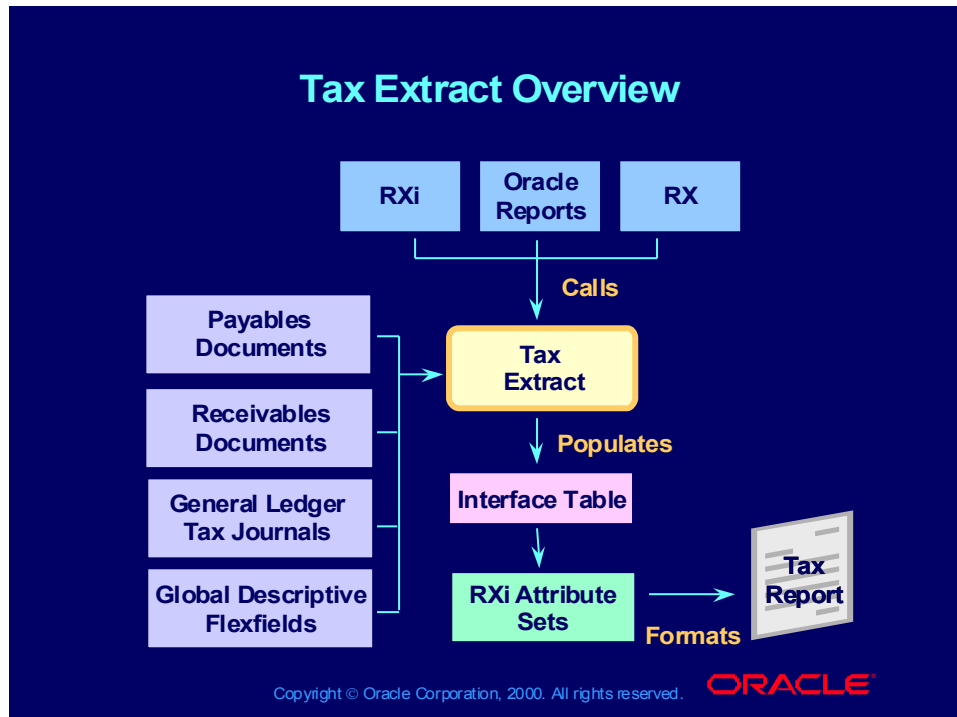 Tax Extract Overview
RXi
Oracle
Reports
RX
Calls
Payables
Documents
Tax
Extract
Receivables
Documents
Populates
General Ledger
Tax Journals
Interface Table
Global Descriptive
Flexfields
RXi Attribute
Sets
Formats
Tax
Report
Copyright © Oracle Corporation, 2000. All rights reserved.
ORACLE®